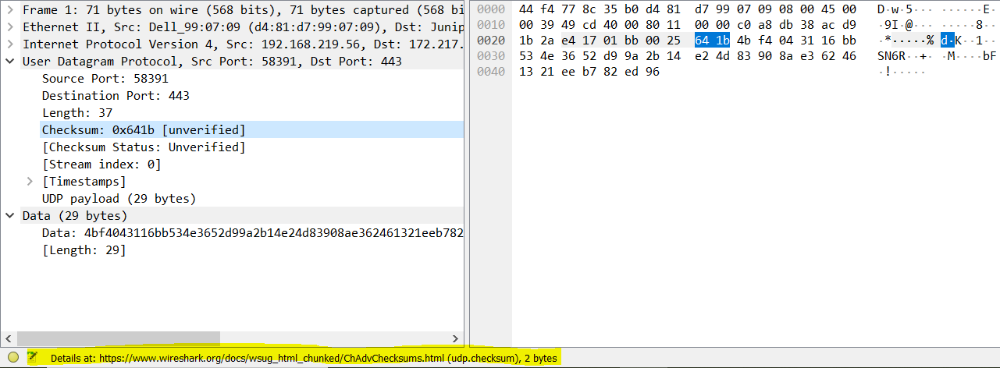 Frame 1: 71 bytes on wire (568 bits), 71 bytes captured (568 bi
Ethernet II, Src: Dell_99:07:09 (d4:81:d7:99:07:09), Dst: Junip
Internet Protocol Version 4, Src: 192.168.219.56, Dst: 172.217.
User Datagram Protocol, Src Port: 58391, Dst Port: 443
Source Port: 58391
Destination Port: 443
Length: 37
Checksum: 0x641b [unverified]
[Checksum Status: Unverified]
[Stream index: 0]
[Timestamps]
UDP payload (29 bytes)
Data (29 bytes)
Data: 4bf4043116bb534e3652d99a2b14e24d83908ae362461321eeb782
[Length: 29]
0000 44 f4 77 8c 35 b0 d4 81 d7 99 07 09 08 00 45 00 D·w·5··· ······E·
0010 00 39 49 cd 40 00 80 11 00 00 c0 a8 db 38 ac d9 ·9I·@··· ·····8··
0020 1b 2a e4 17 01 bb 00 25 64 1b 4b f4 04 31 16 bb ·*·····% d·K··1··
0030 53 4e 36 52 d9 9a 2b 14 e2 4d 83 90 8a e3 62 46 SN6R··+· ·M····bF
0040 13 21 ee b7 82 ed 96 ·!·····
Details at: https://www.wireshark.org/docs/wsug_html_chunked/ChAdvChecksums.html (udp.checksum), 2 bytes